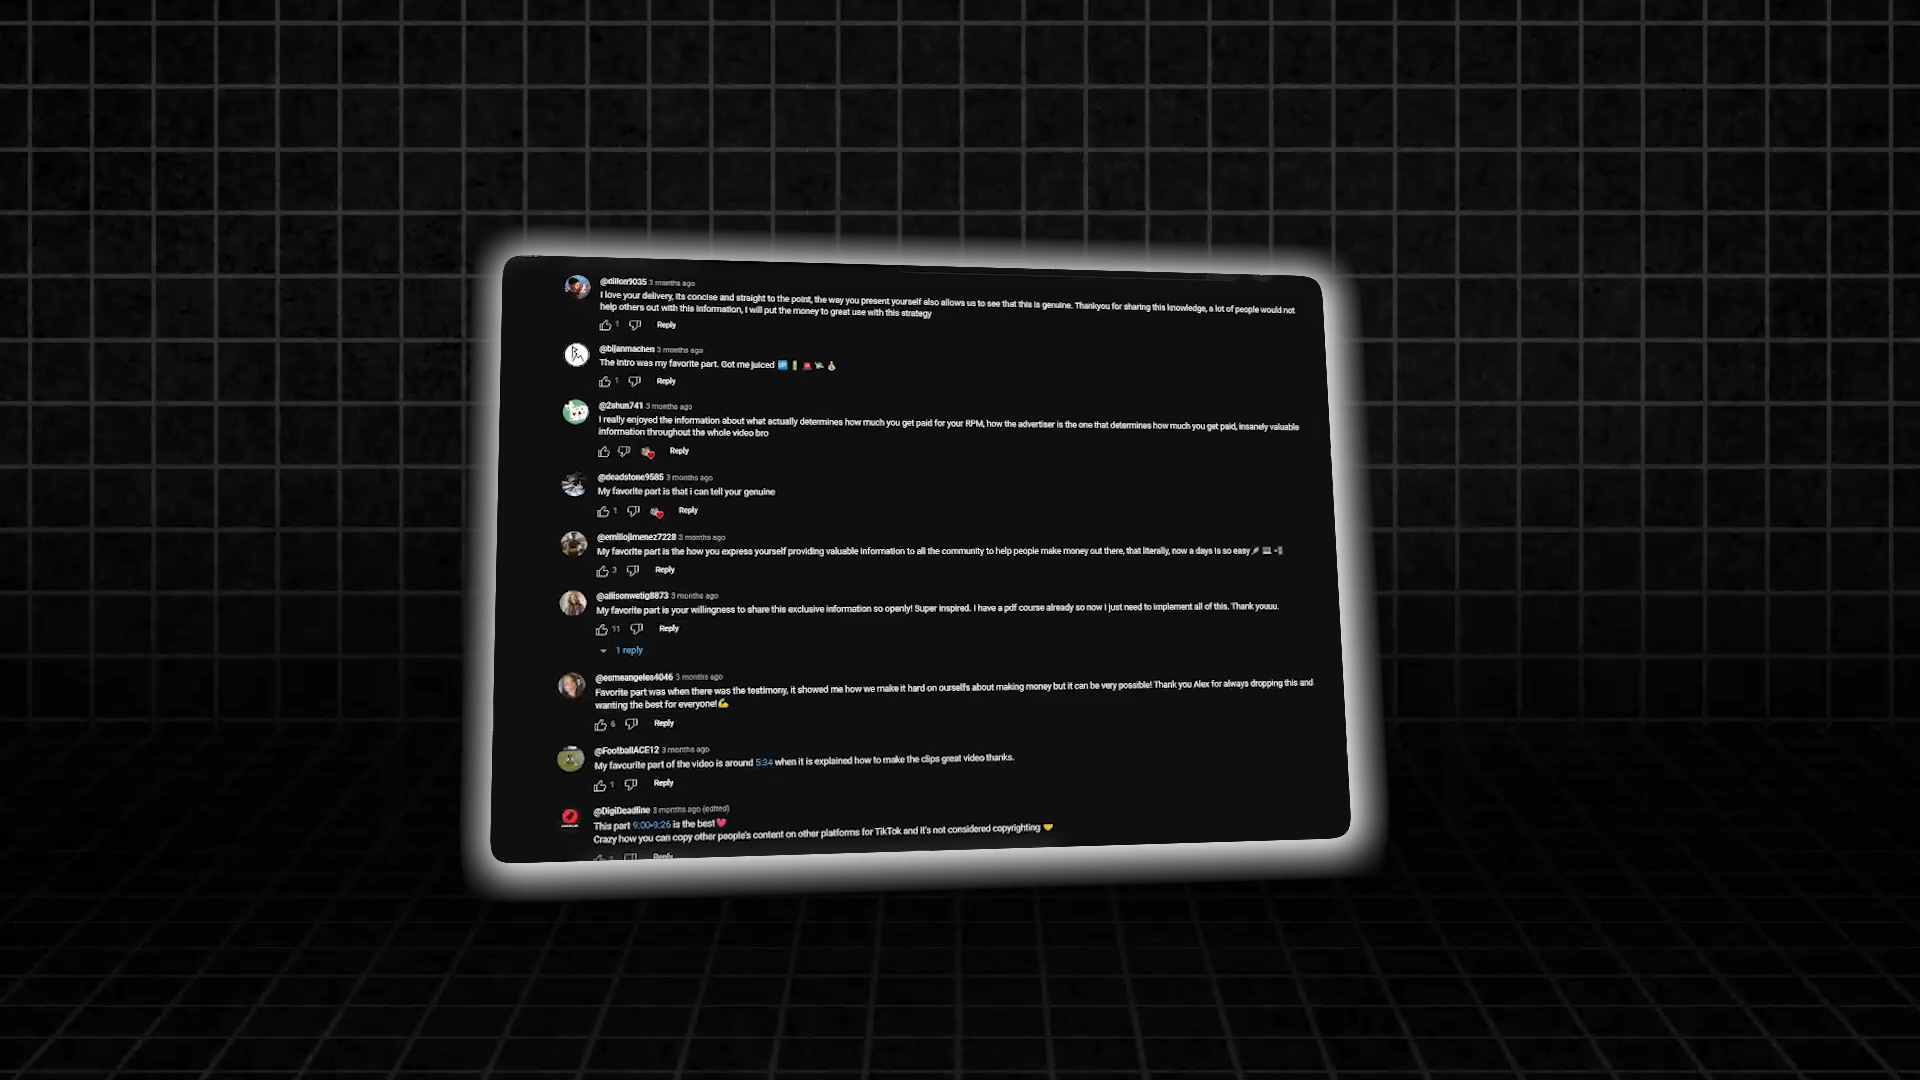 @dillon9035 3 months ago
I love your delivery, its concise and straight to the point, the way you present yourself also allows us to see that this is genuine. Thankyou for sharing this knowledge, a lot of people would not
help others out with this information, I will put the money to great use with this strategy
1 Reply
@bijanmachen 3 months ago
The intro was my favorite part. Got me juiced
1 Reply
@2shun741 3 months ago
I really enjoyed the information about what actually determines how much you get paid for your RPM, how the advertiser is the one that determines how much you get paid, insanely valuable
information throughout the whole video bro
Reply
@deadstone9585 3 months ago
My favorite part is that i can tell your genuine
1 Reply
@emiliojimenez7228 3 months ago
My favorite part is the how you express yourself providing valuable information to all the community to help people make money out there, that literally, now a days is so easy
3 Reply
@allisonwetig8873 3 months ago
My favorite part is your willingness to share this exclusive information so openly! Super inspired. I have a pdf course already so now I just need to implement all of this. Thank youuu.
11 Reply
1 reply
@esmeangeles4046 3 months ago
Favorite part was when there was the testimony, it showed me how we make it hard on ourselfs about making money but it can be very possible! Thank you Alex for always dropping this and
wanting the best for everyone!💪
6 Reply
@FootballACE12 3 months ago
My favourite part of the video is around 5:34 when it is explained how to make the clips great video thanks.
1 Reply
@DigiDeadline 3 months ago (edited)
This part 9:00-9:26 is the best
Crazy how you can copy other people's content on other platforms for TikTok and it's not considered copyrighting
Reply